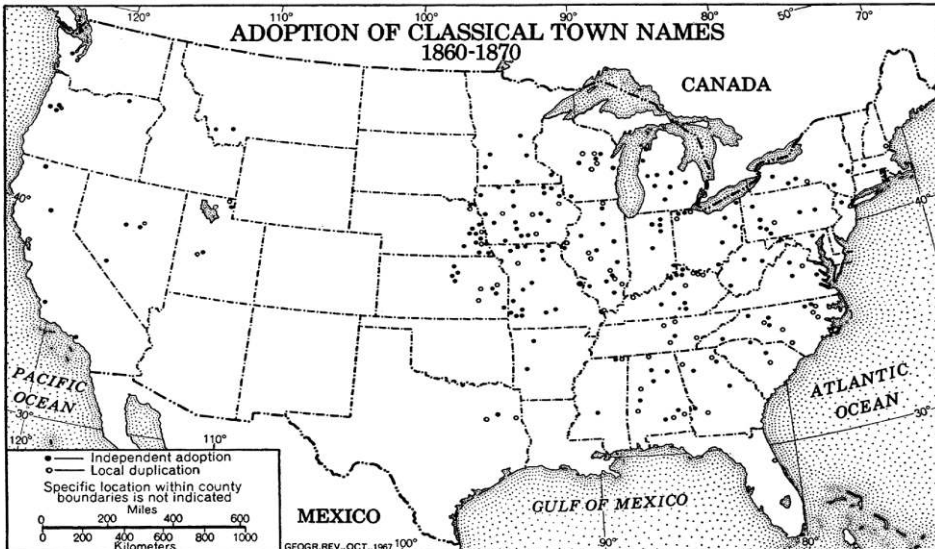 120°
110°
100°
90°
80°
70°
ADOPTION OF CLASSICAL TOWN NAMES
1860-1870
CANADA
40°
40°
PACIFIC
OCEAN
30°
120°
110°
ATLANTIC
OCEAN
30°
Independent adoption
Local duplication
Specific location within county
boundaries is not indicated
Miles
0 200 400 600
0 200 400 600 800 1000
Kilometers
MEXICO
GULF OF MEXICO
GEOGR. REV., OCT. 1967
100°
90°
80°